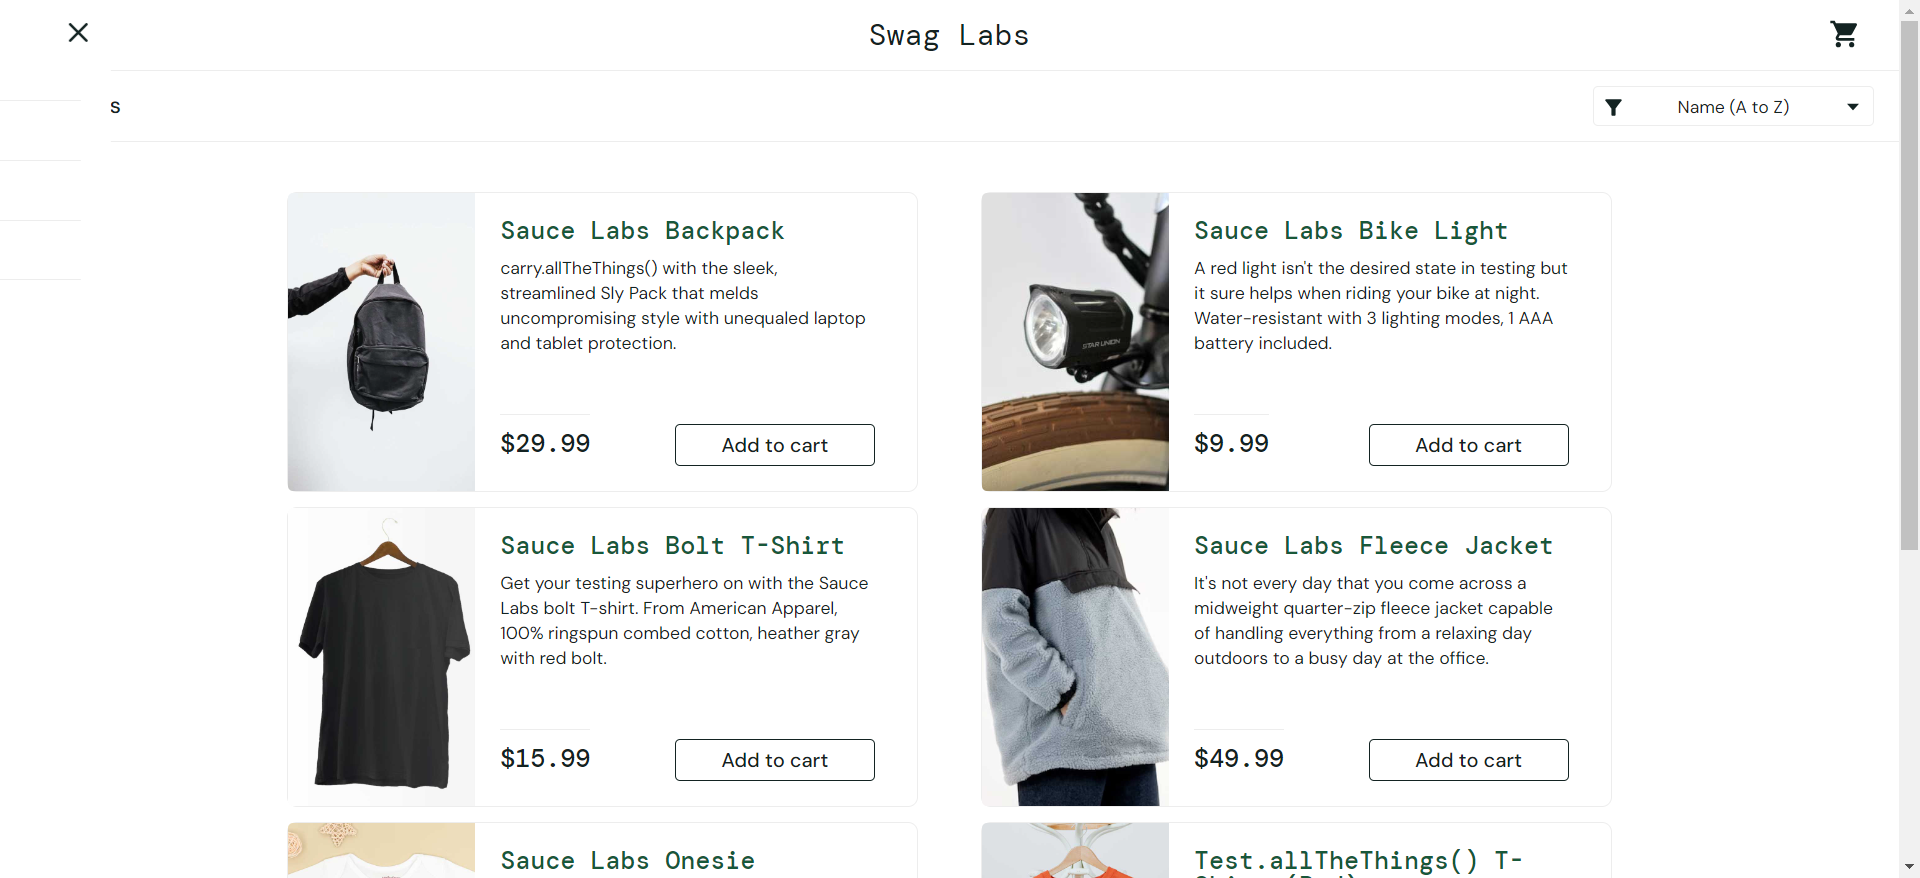 Swag Labs
s
Name (A to Z)
Sauce Labs Backpack
carry.allTheThings() with the sleek,
streamlined Sly Pack that melds
uncompromising style with unequaled laptop
and tablet protection.
$29.99
Add to cart
Sauce Labs Bike Light
A red light isn't the desired state in testing but
it sure helps when riding your bike at night.
Water-resistant with 3 lighting modes, 1 AAA
battery included.
STAR UNION
$9.99
Add to cart
Sauce Labs Bolt T-Shirt
Get your testing superhero on with the Sauce
Labs bolt T-shirt. From American Apparel,
100% ringspun combed cotton, heather gray
with red bolt.
$15.99
Add to cart
Sauce Labs Fleece Jacket
It's not every day that you come across a
midweight quarter-zip fleece jacket capable
of handling everything from a relaxing day
outdoors to a busy day at the office.
$49.99
Add to cart
Sauce Labs Onesie
Test.allTheThings() T-